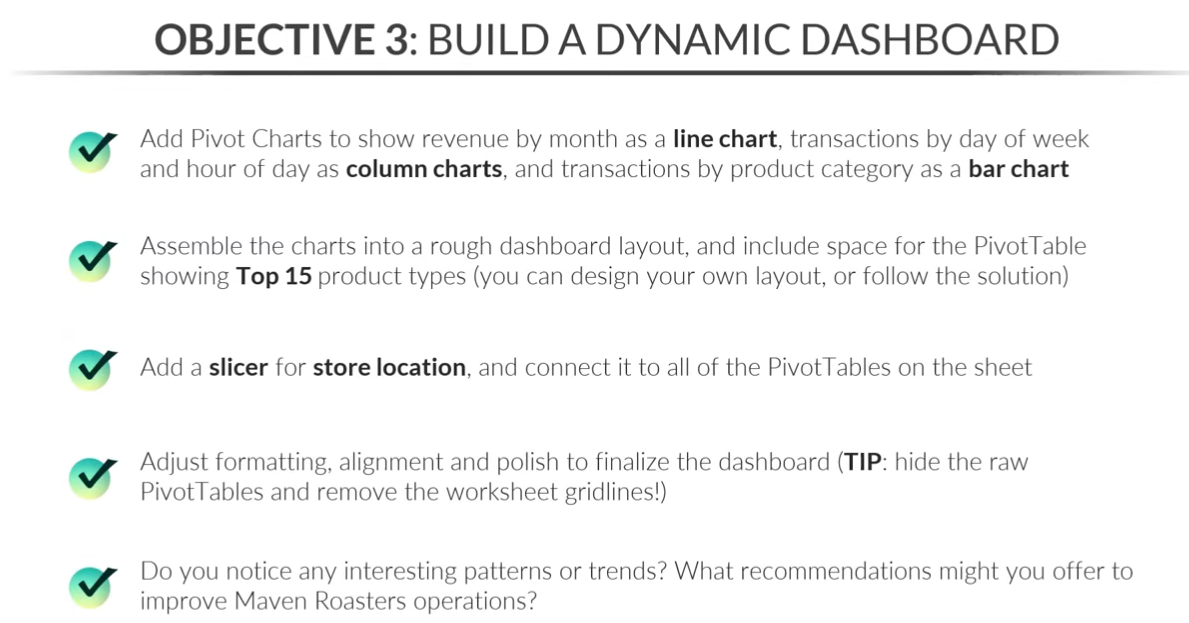 OBJECTIVE 3: BUILD A DYNAMIC DASHBOARD
Add Pivot Charts to show revenue by month as a line chart, transactions by day of week
and hour of day as column charts, and transactions by product category as a bar chart
Assemble the charts into a rough dashboard layout, and include space for the PivotTable
showing Top 15 product types (you can design your own layout, or follow the solution)
Add a slicer for store location, and connect it to all of the PivotTables on the sheet
Adjust formatting, alignment and polish to finalize the dashboard (TIP: hide the raw
PivotTables and remove the worksheet gridlines!)
Do you notice any interesting patterns or trends? What recommendations might you offer to
improve Maven Roasters operations?